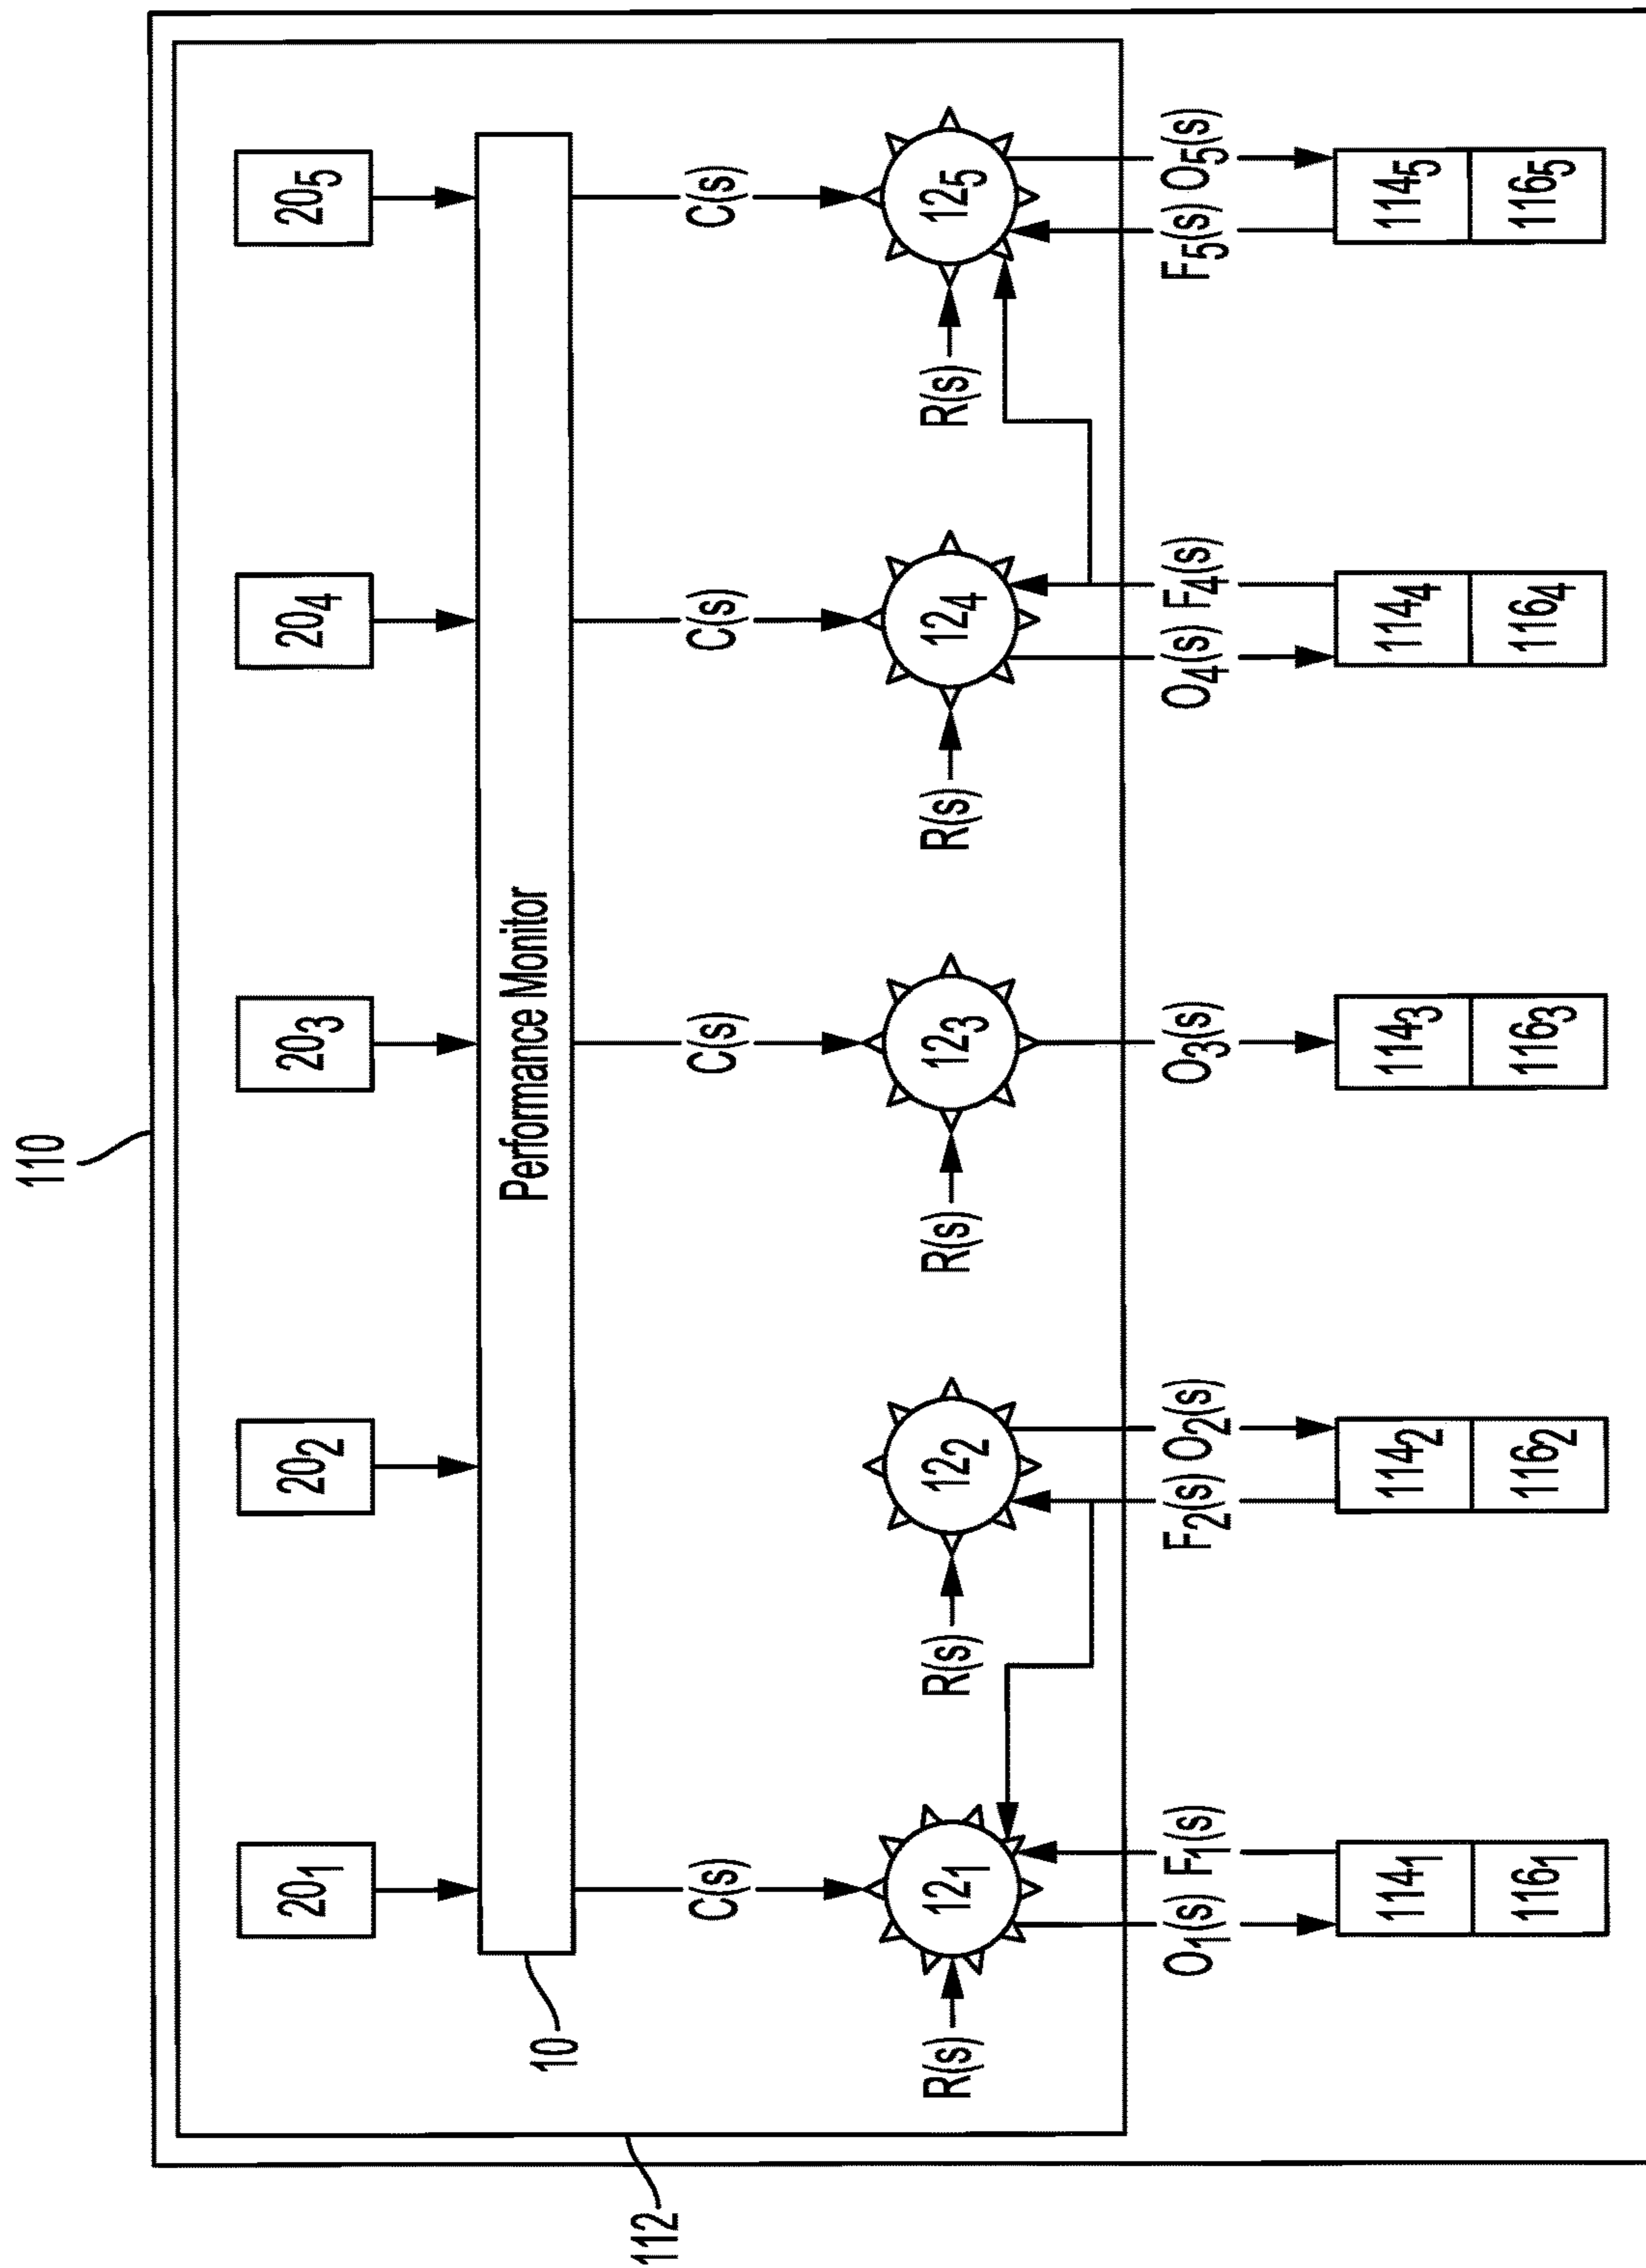 110
112
20₁
20₂
20₃
20₄
20₅
Performance Monitor
10
C(s)
C(s)
C(s)
C(s)
R(s)
12₁
R(s)
12₂
R(s)
12₃
R(s)
12₄
R(s)
12₅
O₁(s)
F₁(s)
F₂(s)
O₂(s)
O₃(s)
O₄(s)
F₄(s)
F₅(s)
O₅(s)
114₁
114₂
114₃
114₄
114₅
116₁
116₂
116₃
116₄
116₅